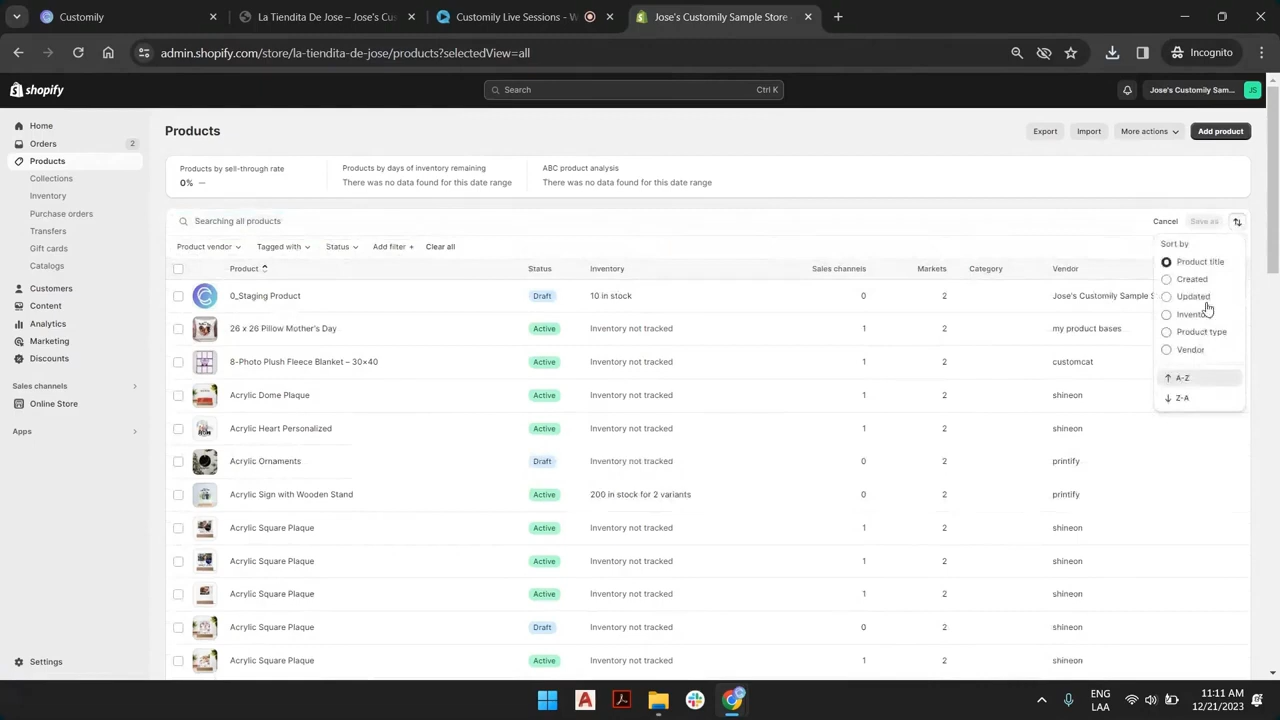 Customily
La Tiendita De Jose – Jose's Cu
Customily Live Sessions - W
Jose's Customily Sample Store -
admin.shopify.com/store/la-tiendita-de-jose/products?selectedView=all
Incognito
shopify
Search
Ctrl K
Jose's Customily Sam...
JS
Home
Orders
2
Products
Collections
Inventory
Purchase orders
Transfers
Gift cards
Catalogs
Customers
Content
Analytics
Marketing
Discounts
Sales channels
Online Store
Apps
Settings
Products
Export
Import
More actions
Add product
Products by sell-through rate
0% —
Products by days of inventory remaining
There was no data found for this date range
ABC product analysis
There was no data found for this date range
Searching all products
Cancel
Save as
Product vendor
Tagged with
Status
Add filter +
Clear all
Sort by
Product title
Created
Updated
Invento
Product type
Vendor
A-Z
Z-A
Product Status Inventory Sales channels Markets Category Vendor
0_Staging Product Draft 10 in stock 0 2 Jose's Customily Sample S
26 x 26 Pillow Mother's Day Active Inventory not tracked 1 2 my product bases
8-Photo Plush Fleece Blanket – 30×40 Active Inventory not tracked 1 2 customcat
Acrylic Dome Plaque Active Inventory not tracked 1 2 shineon
Acrylic Heart Personalized Active Inventory not tracked 1 2 shineon
Acrylic Ornaments Draft Inventory not tracked 0 2 printify
Acrylic Sign with Wooden Stand Active 200 in stock for 2 variants 0 2 printify
Acrylic Square Plaque Active Inventory not tracked 1 2 shineon
Acrylic Square Plaque Active Inventory not tracked 1 2 shineon
Acrylic Square Plaque Active Inventory not tracked 1 2 shineon
Acrylic Square Plaque Draft Inventory not tracked 0 2 shineon
Acrylic Square Plaque Active Inventory not tracked 1 2 shineon
ENG
LAA
11:11 AM
12/21/2023